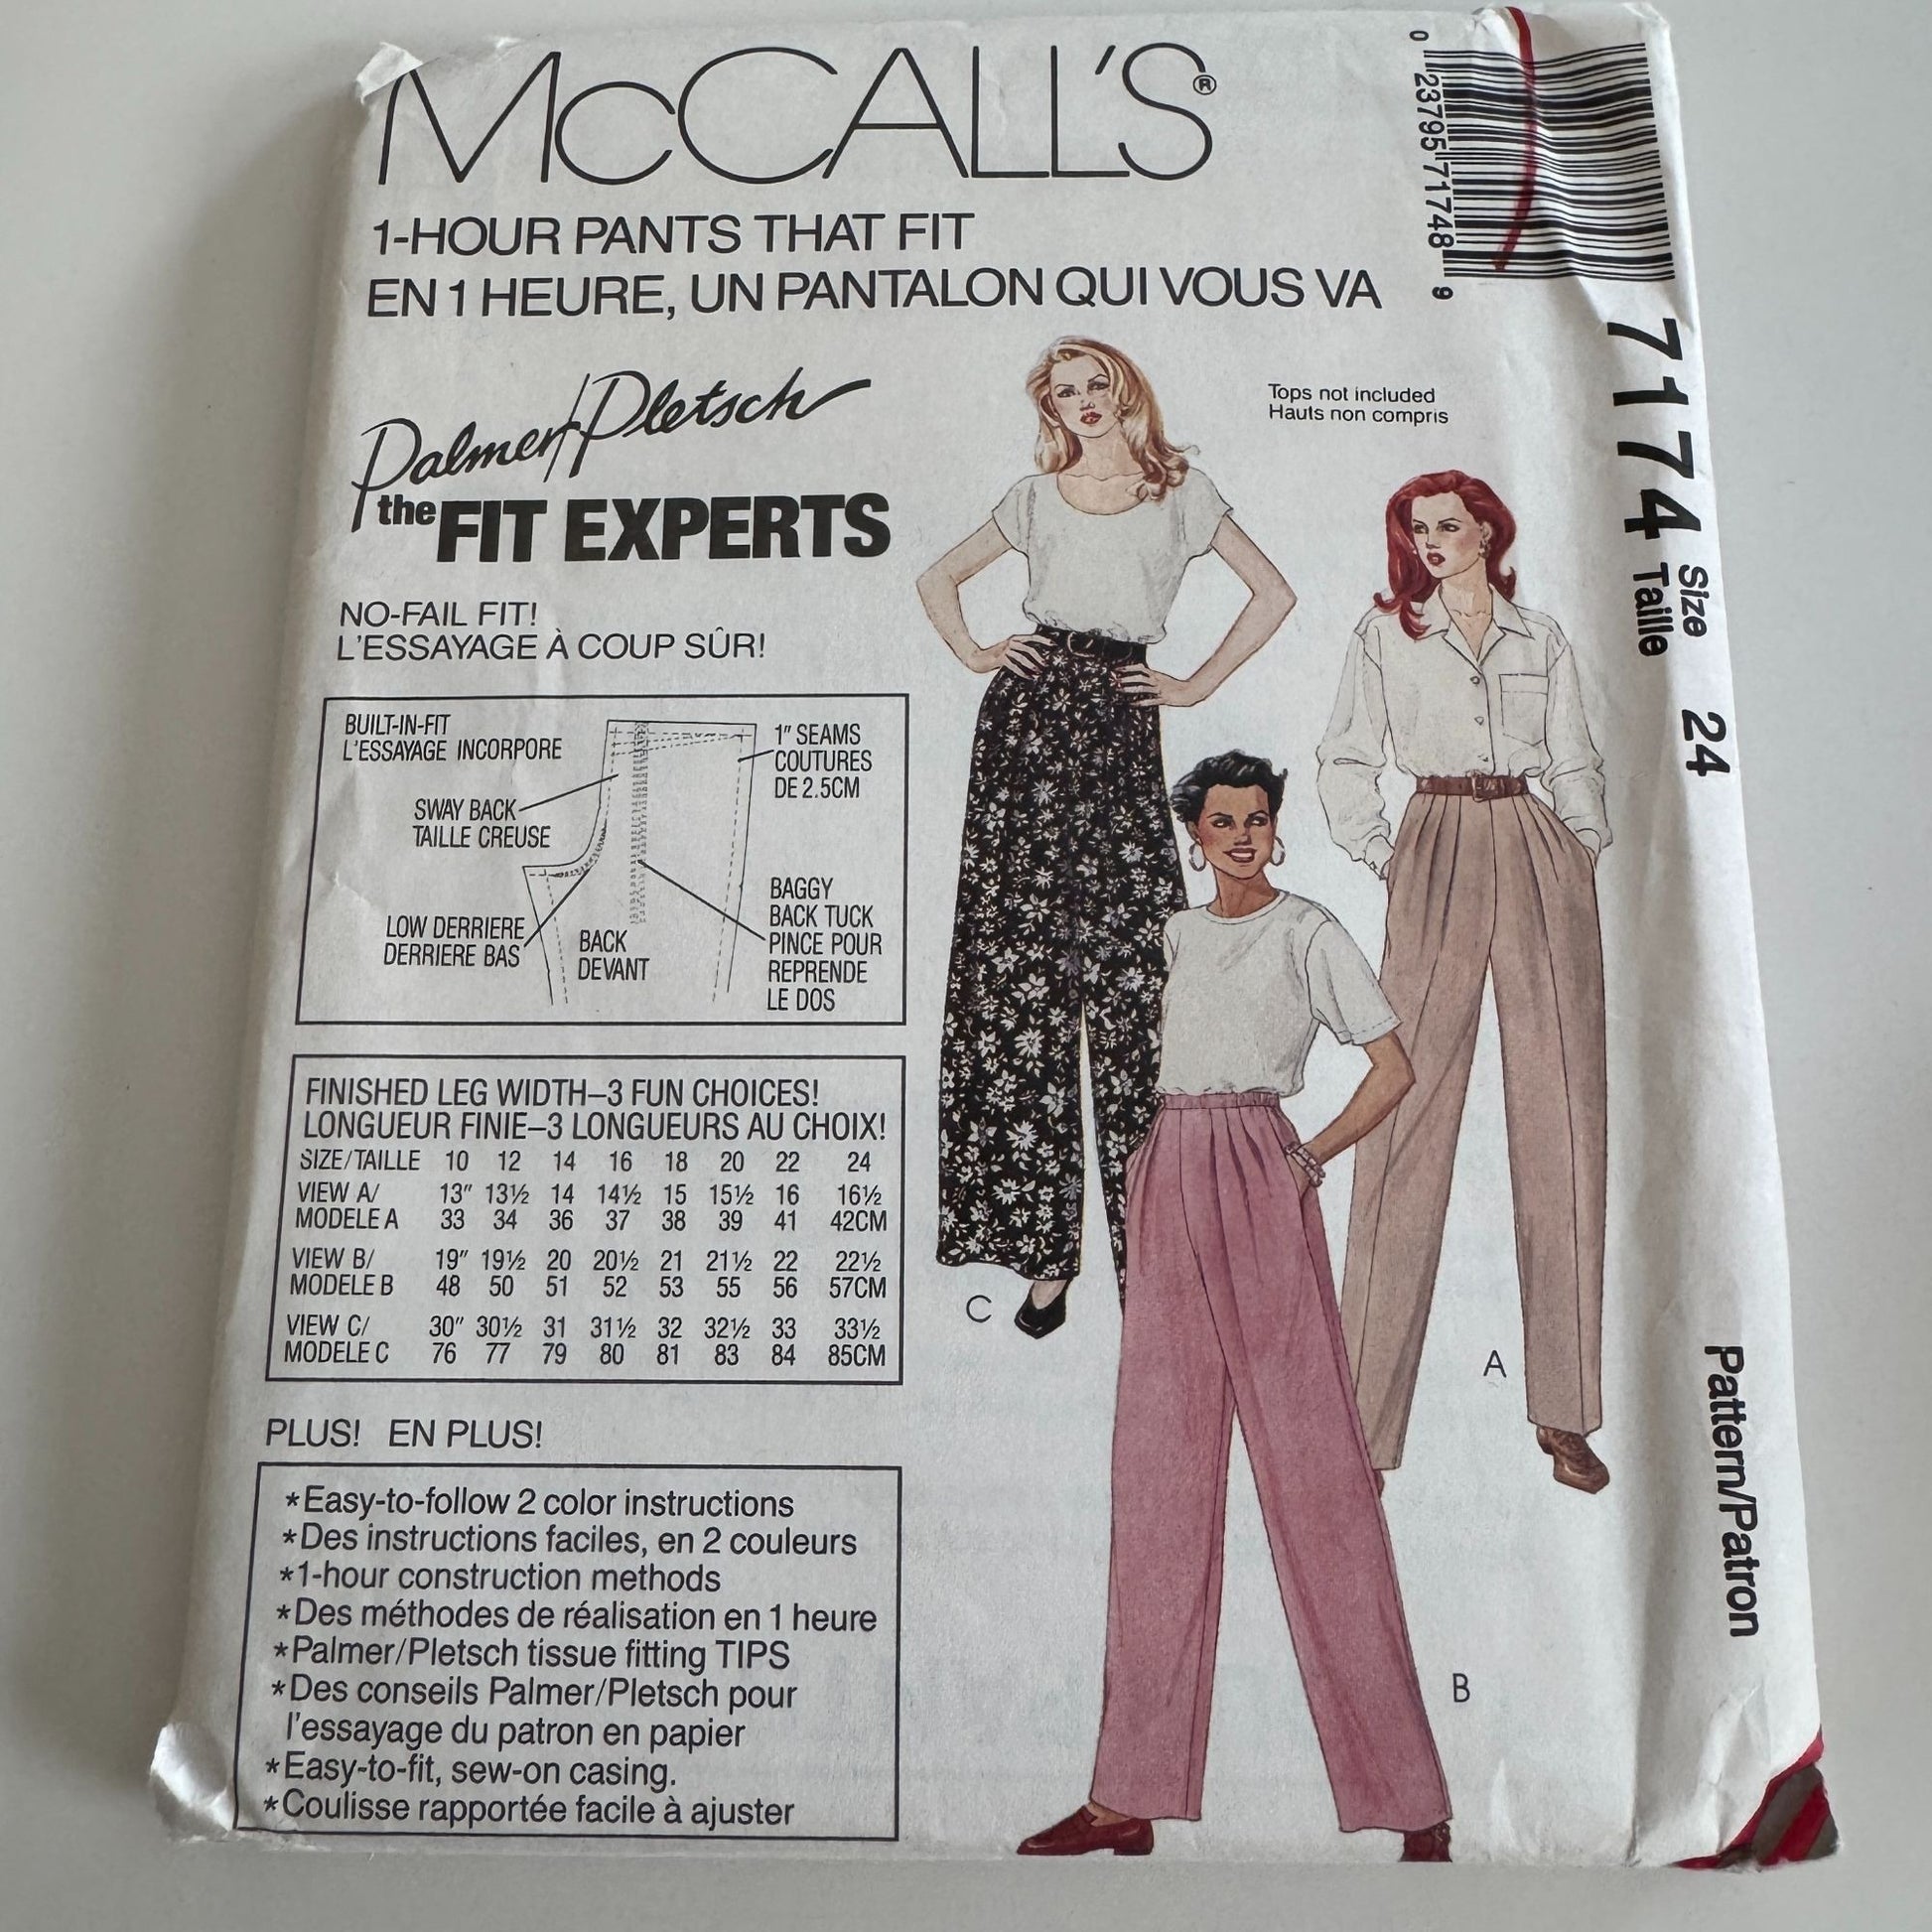 McCALL'S®
1-HOUR PANTS THAT FIT
EN 1 HEURE, UN PANTALON QUI VOUS VA
0 23795 71748 9
7174 Size 24
Taille
Pattern/Patron
Palmer/Pletsch
the FIT EXPERTS
NO-FAIL FIT!
L'ESSAYAGE À COUP SÛR!
Tops not included
Hauts non compris
BUILT-IN-FIT
L'ESSAYAGE INCORPORE
SWAY BACK
TAILLE CREUSE
LOW DERRIERE
DERRIERE BAS
BACK
DEVANT
1" SEAMS
COUTURES
DE 2.5CM
BAGGY
BACK TUCK
PINCE POUR
REPRENDE
LE DOS
FINISHED LEG WIDTH–3 FUN CHOICES!
LONGUEUR FINIE–3 LONGUEURS AU CHOIX!
SIZE/TAILLE 10 12 14 16 18 20 22 24
VIEW A/ 13" 13½ 14 14½ 15 15½ 16 16½
MODELE A 33 34 36 37 38 39 41 42CM
VIEW B/ 19" 19½ 20 20½ 21 21½ 22 22½
MODELE B 48 50 51 52 53 55 56 57CM
VIEW C/ 30" 30½ 31 31½ 32 32½ 33 33½
MODELE C 76 77 79 80 81 83 84 85CM
PLUS! EN PLUS!
*Easy-to-follow 2 color instructions
*Des instructions faciles, en 2 couleurs
*1-hour construction methods
*Des méthodes de réalisation en 1 heure
*Palmer/Pletsch tissue fitting TIPS
*Des conseils Palmer/Pletsch pour
l'essayage du patron en papier
*Easy-to-fit, sew-on casing.
*Coulisse rapportée facile à ajuster
C
A
B